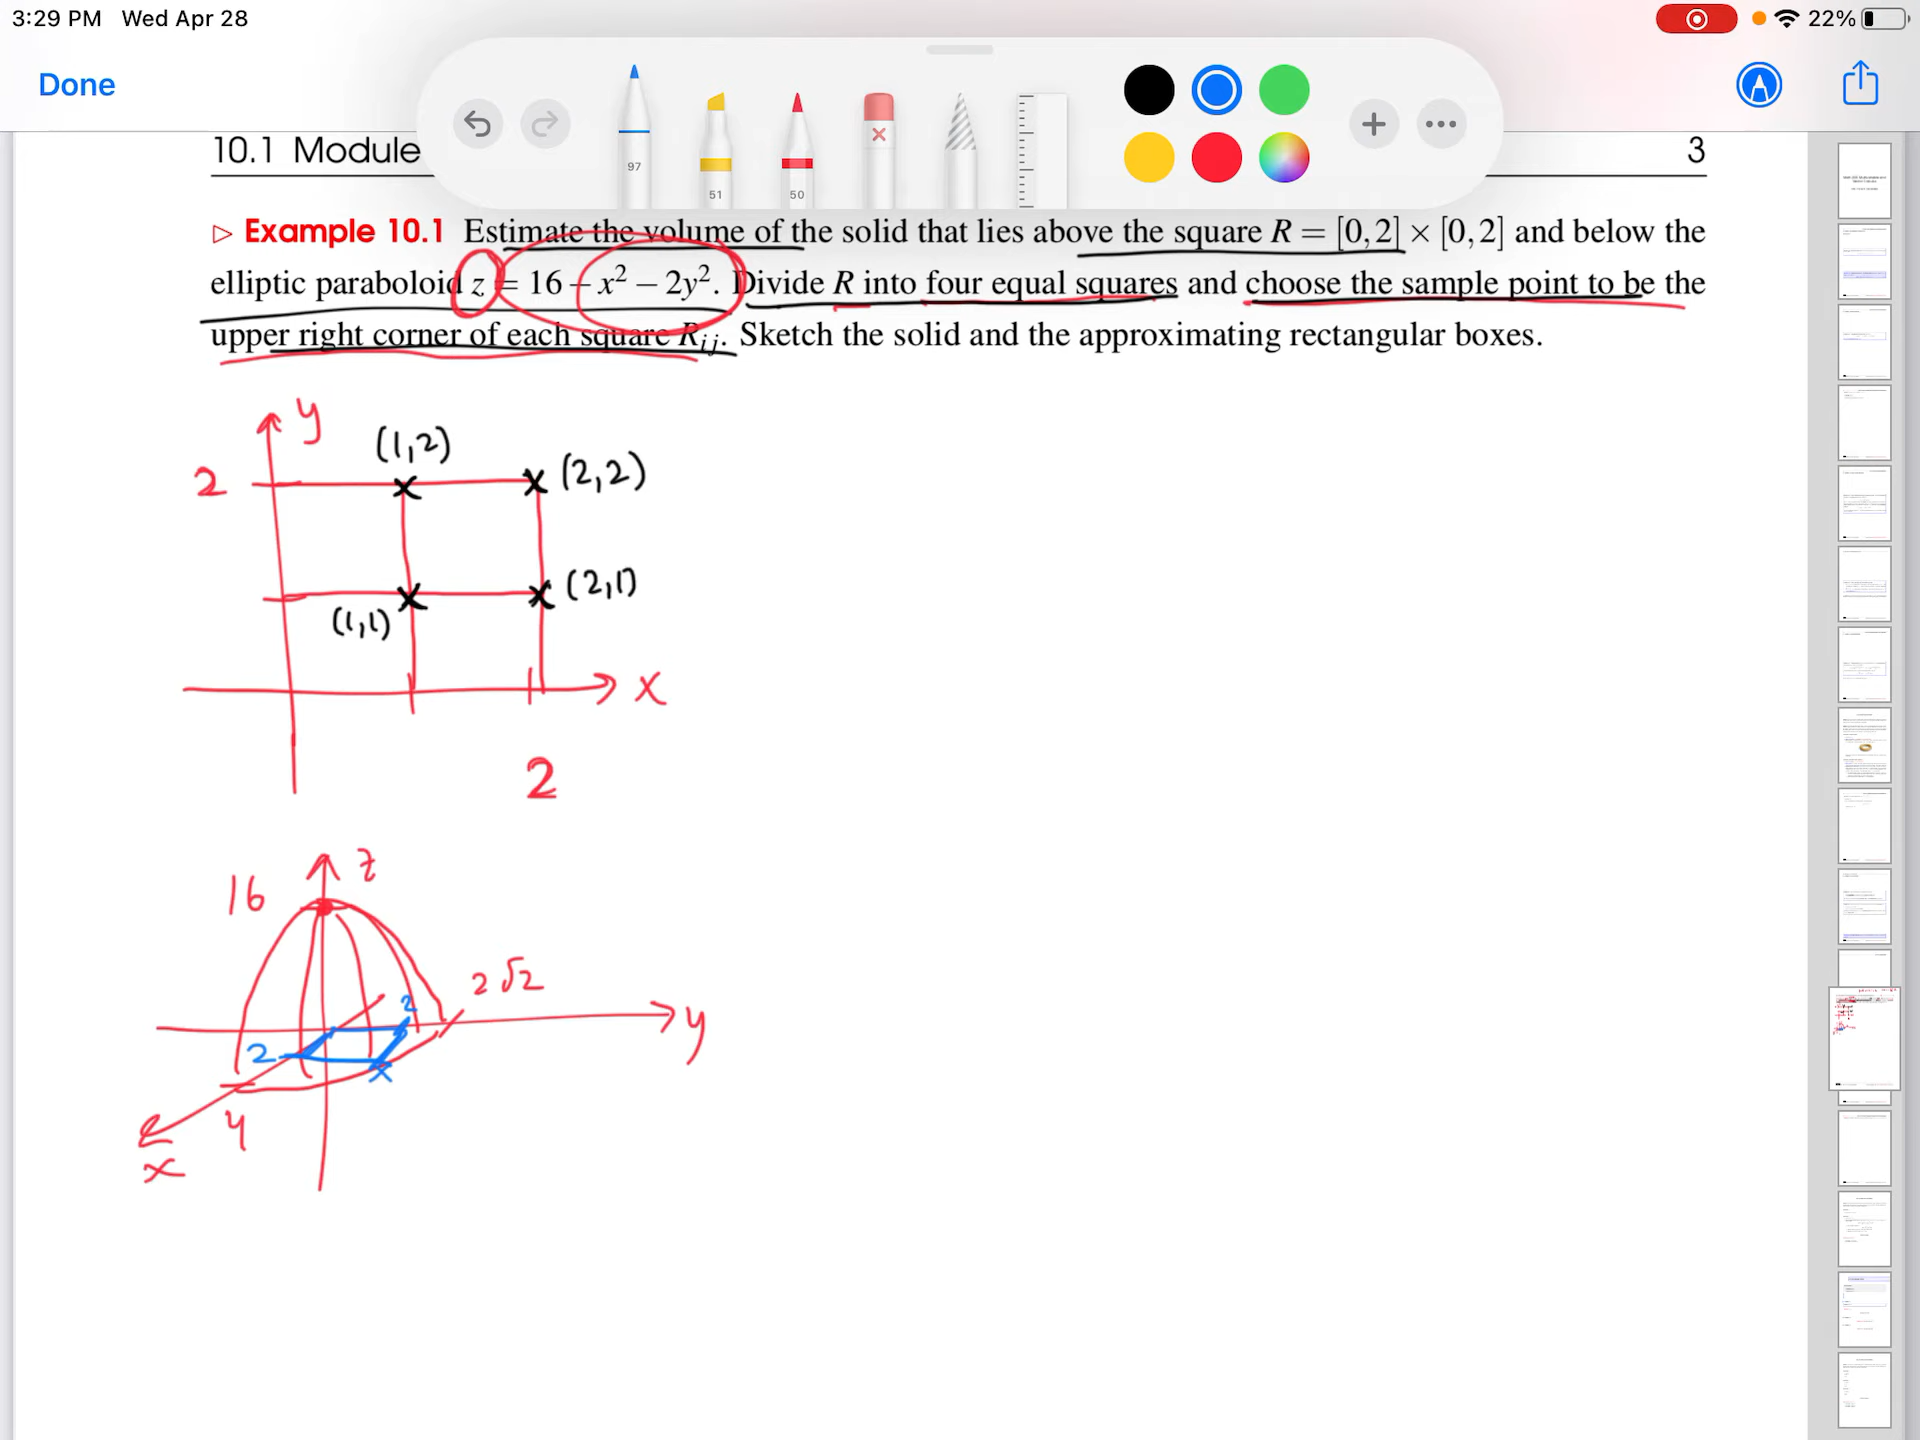 3:29 PM Wed Apr 28
22%
Done
97
51
50
10.1 Module
3
▷ Example 10.1 Estimate the volume of the solid that lies above the square R = [0,2] × [0,2] and below the
elliptic paraboloid z = 16 − x² − 2y². Divide R into four equal squares and choose the sample point to be the
upper right corner of each square Rᵢⱼ. Sketch the solid and the approximating rectangular boxes.
y
(1,2)
2
(2,2)
(2,1)
(1,1)
x
2
z
16
2√2
2
y
2
x
4
x